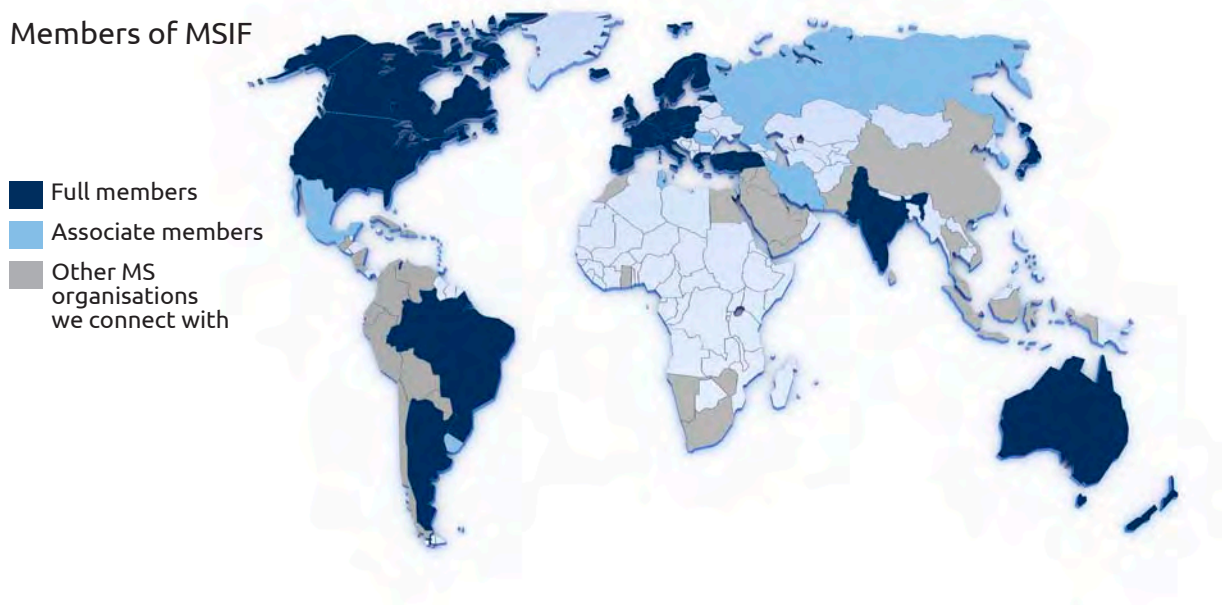 Members of MSIF
Full members
Associate members
Other MS
organisations
we connect with